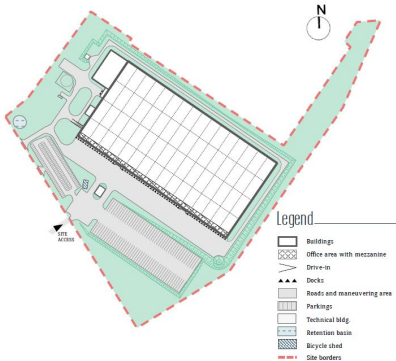 N
SITE
ACCESS
Legend
Buildings
Office area with mezzanine
Drive-in
Docks
Roads and maneuvering area
Parkings
Technical bldg.
Retention basin
Bicycle shed
Site borders